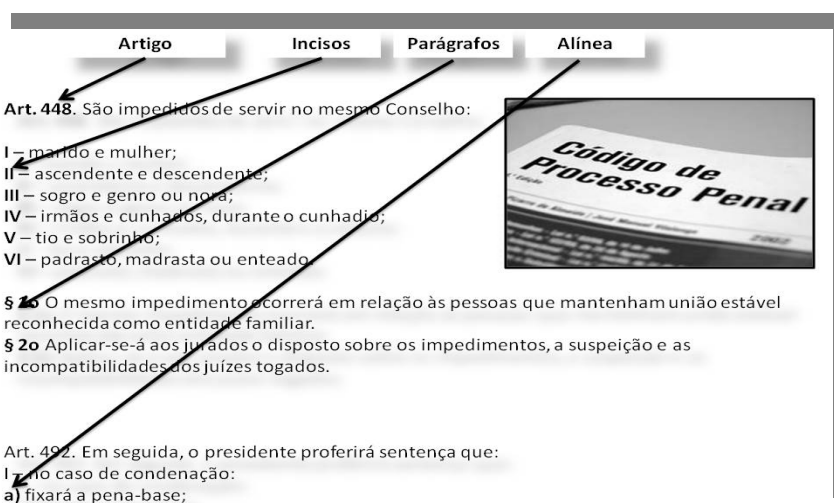 Artigo Incisos Parágrafos Alínea
Art. 448. São impedidos de servir no mesmo Conselho:
I – marido e mulher;
II – ascendente e descendente;
III – sogro e genro ou nora;
IV – irmãos e cunhados, durante o cunhadio;
V – tio e sobrinho;
VI – padrasto, madrasta ou enteado.
Código de
Processo Penal
2002
§ 1o O mesmo impedimento ocorrerá em relação às pessoas que mantenham união estável
reconhecida como entidade familiar.
§ 2o Aplicar-se-á aos jurados o disposto sobre os impedimentos, a suspeição e as
incompatibilidades dos juízes togados.
Art. 492. Em seguida, o presidente proferirá sentença que:
I – no caso de condenação:
a) fixará a pena-base;